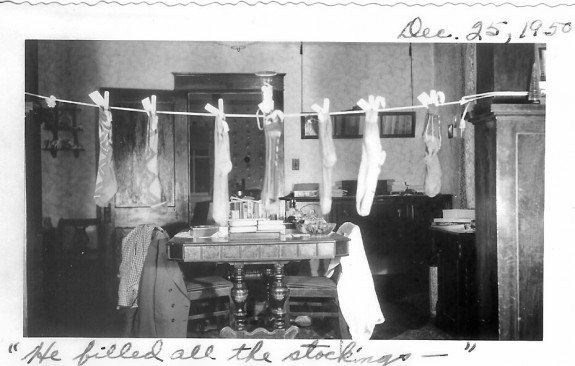 Dec. 25, 1950
"He filled all the stockings — "